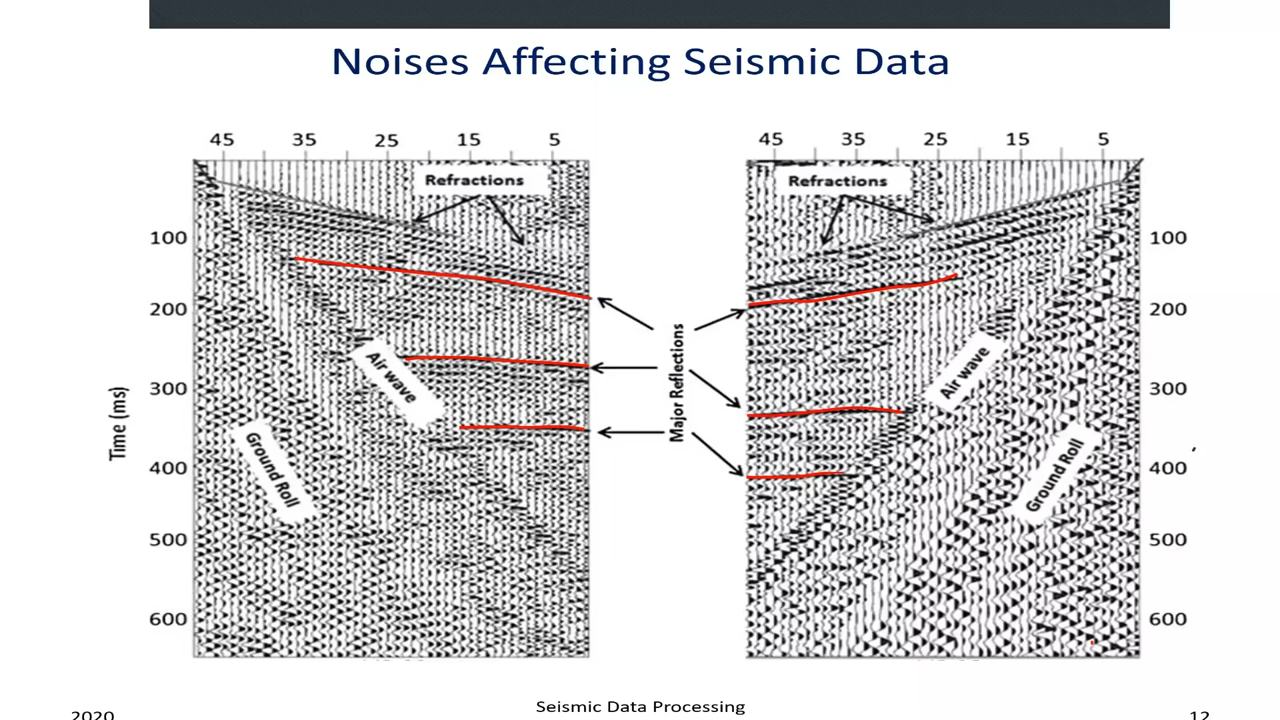 Noises Affecting Seismic Data
45 35 25 15 5
45 35 25 15 5
Refractions
Refractions
100
200
300
400
500
600
Time (ms)
Air wave
Ground Roll
Major Reflections
Air wave
Ground Roll
100
200
300
400
500
600
2020
Seismic Data Processing
12